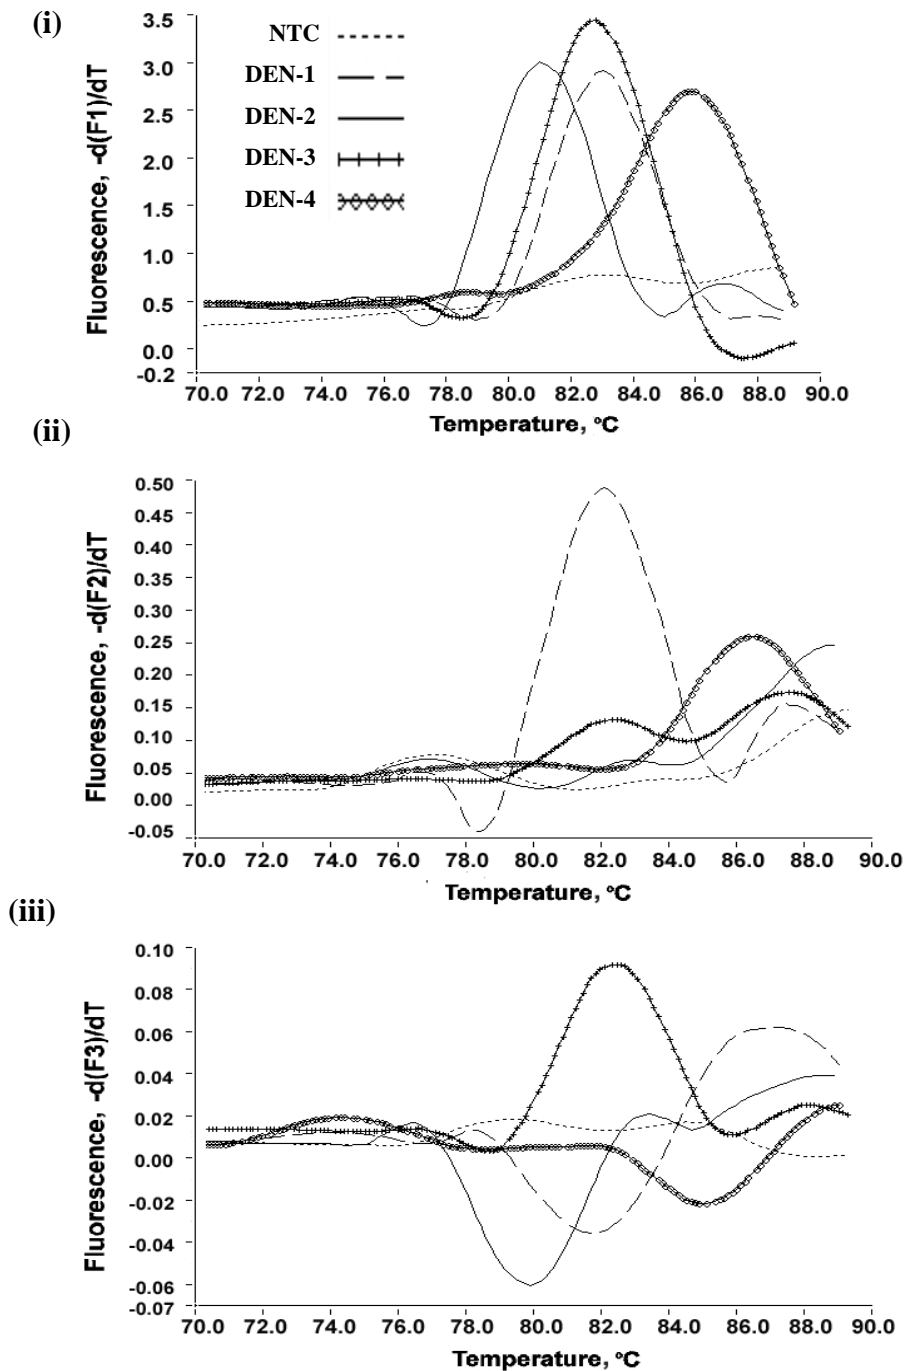 (i)
Fluorescence, -d(F1)/dT
3.5
3.0
2.5
2.0
1.5
1.0
0.5
0.0
-0.2
NTC
DEN-1
DEN-2
DEN-3
DEN-4
70.0 72.0 74.0 76.0 78.0 80.0 82.0 84.0 86.0 88.0 90.0
Temperature, °C
(ii)
Fluorescence, -d(F2)/dT
0.50
0.45
0.40
0.35
0.30
0.25
0.20
0.15
0.10
0.05
0.00
-0.05
70.0 72.0 74.0 76.0 78.0 80.0 82.0 84.0 86.0 88.0 90.0
Temperature, °C
(iii)
Fluorescence, -d(F3)/dT
0.10
0.08
0.06
0.04
0.02
0.00
-0.02
-0.04
-0.06
-0.07
70.0 72.0 74.0 76.0 78.0 80.0 82.0 84.0 86.0 88.0 90.0
Temperature, °C